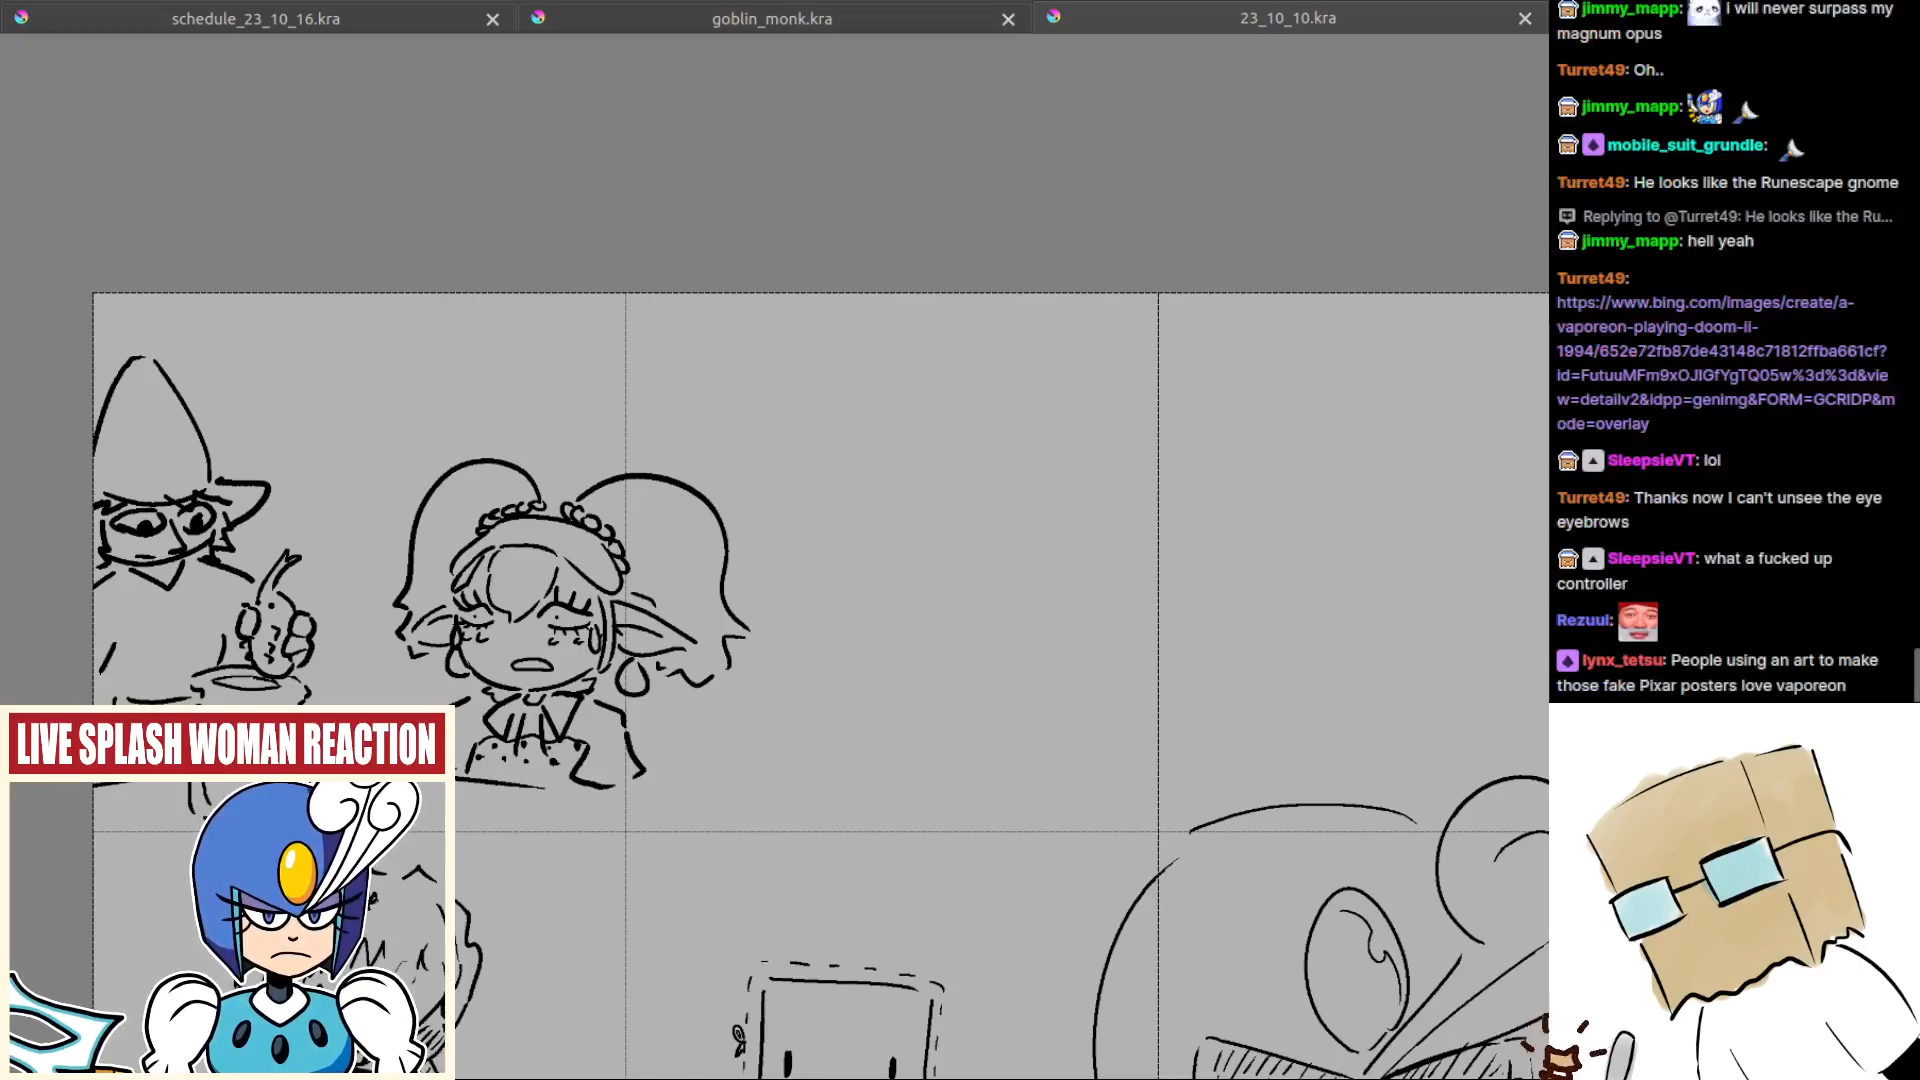 schedule_23_10_16.kra
goblin_monk.kra
23_10_10.kra
jimmy_mapp: i will never surpass my
magnum opus
Turret49: Oh..
jimmy_mapp:
mobile_suit_grundle:
Turret49: He looks like the Runescape gnome
Replying to @Turret49: He looks like the Ru...
jimmy_mapp: hell yeah
Turret49:
https://www.bing.com/images/create/a-
vaporeon-playing-doom-ii-
1994/652e72fb87de43148c71812ffba661cf?
id=FutuuMFm9xOJIGfYgTQ05w%3d%3d&vie
w=detailv2&idpp=genimg&FORM=GCRIDP&m
ode=overlay
SleepsieVT: lol
Turret49: Thanks now I can't unsee the eye
eyebrows
SleepsieVT: what a fucked up
controller
Rezuul:
lynx_tetsu: People using an art to make
those fake Pixar posters love vaporeon
LIVE SPLASH WOMAN REACTION